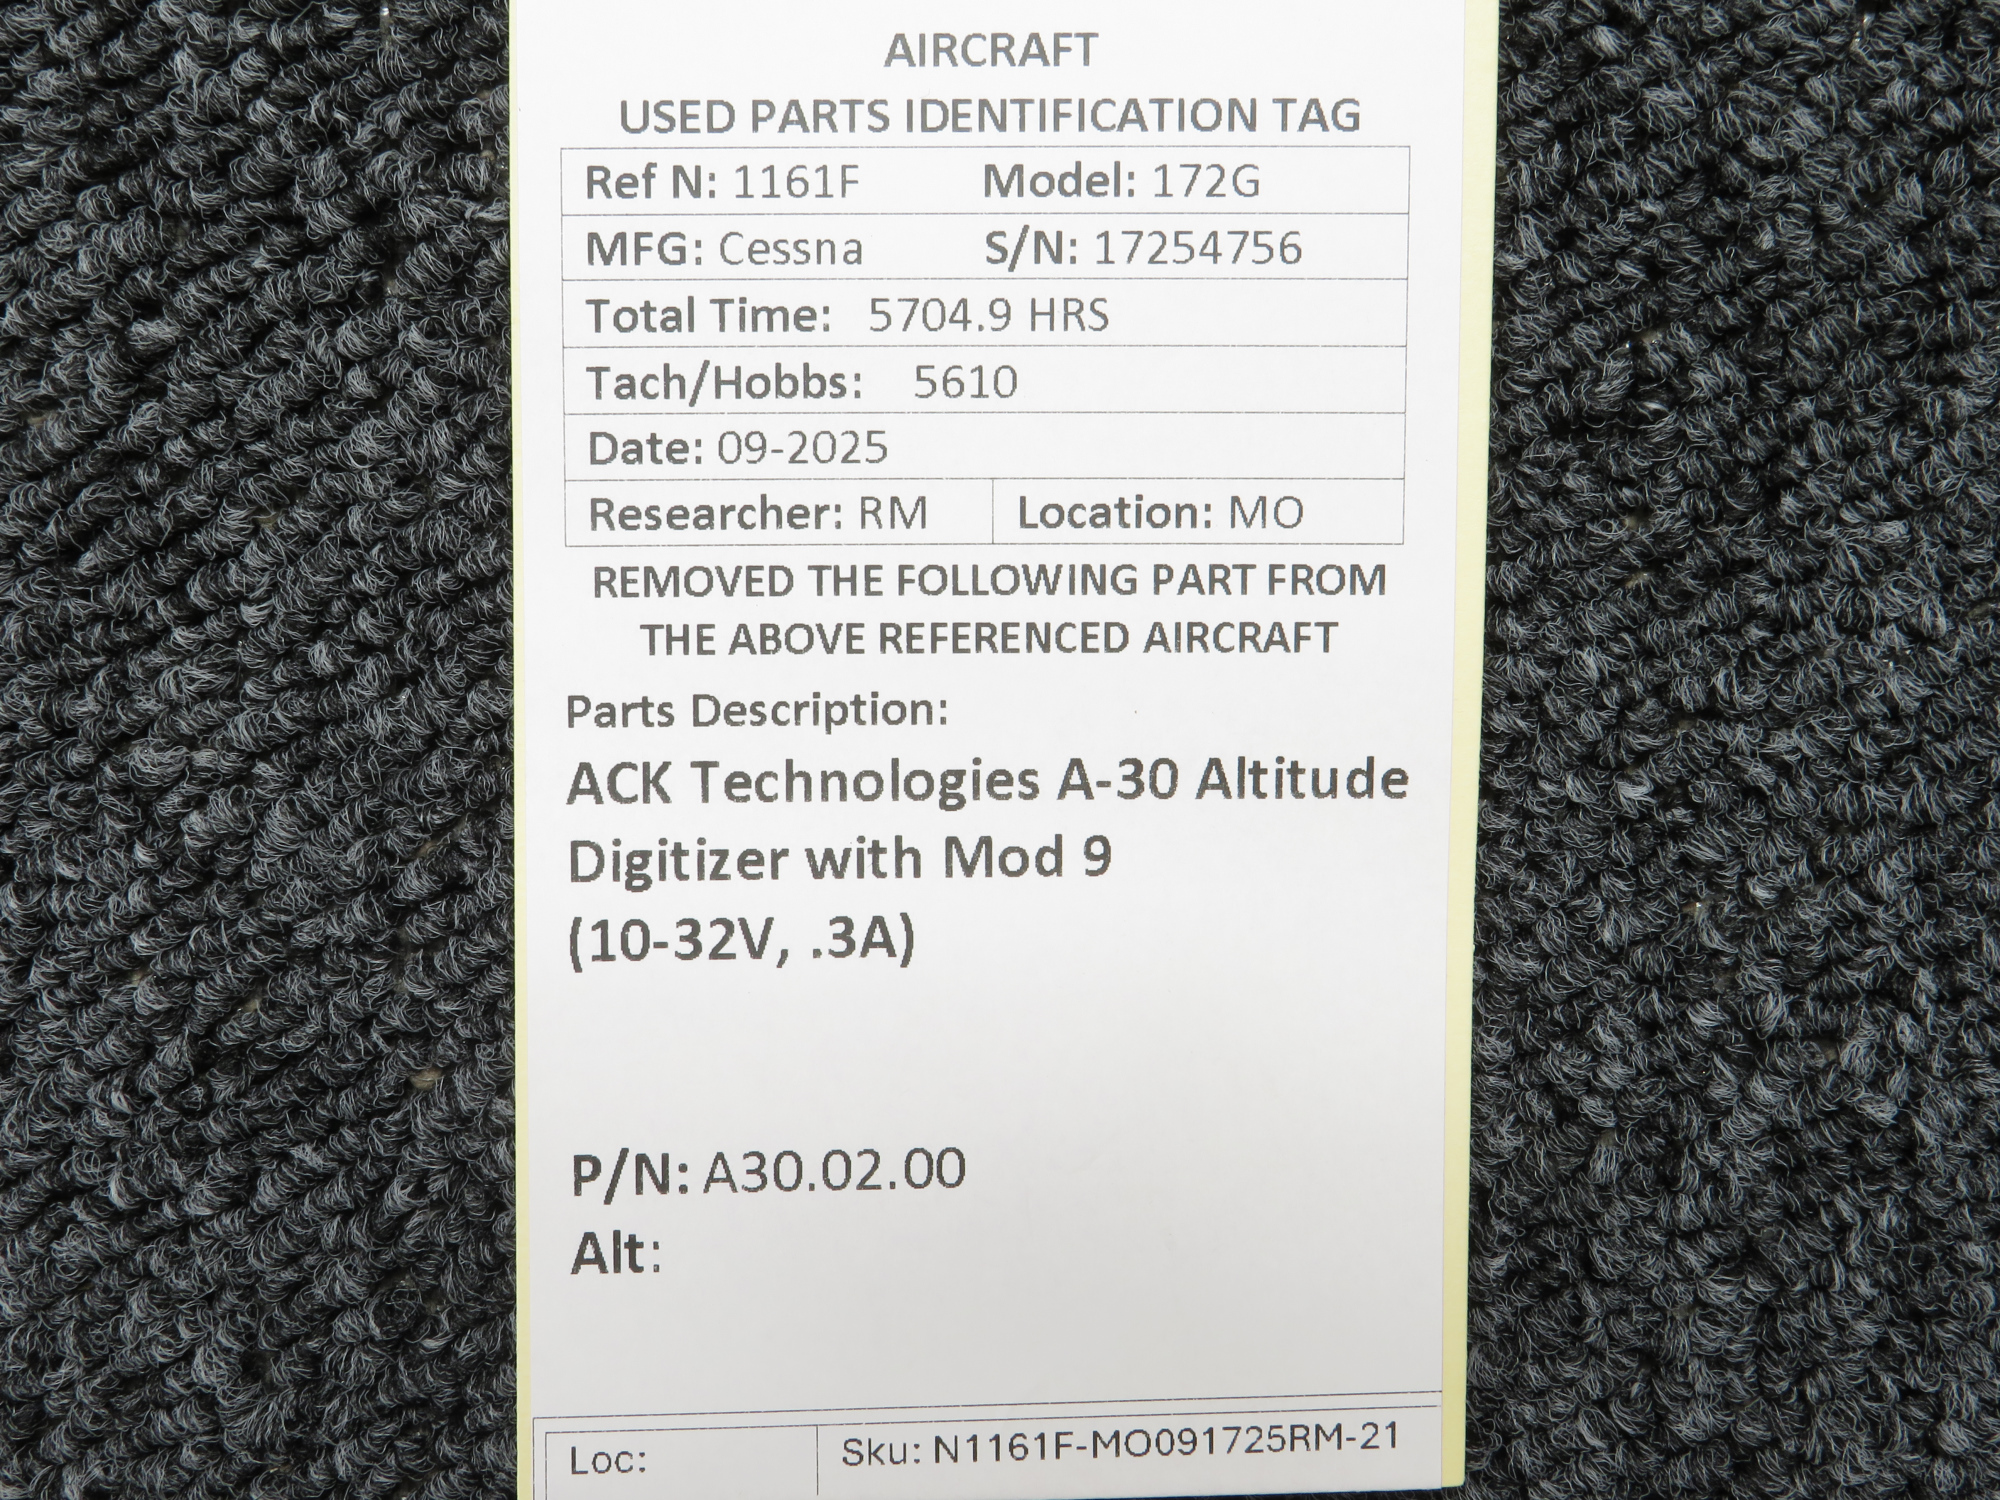 AIRCRAFT
USED PARTS IDENTIFICATION TAG
Ref N: 1161F Model: 172G
MFG: Cessna S/N: 17254756
Total Time: 5704.9 HRS
Tach/Hobbs: 5610
Date: 09-2025
Researcher: RM Location: MO
REMOVED THE FOLLOWING PART FROM
THE ABOVE REFERENCED AIRCRAFT
Parts Description:
ACK Technologies A-30 Altitude
Digitizer with Mod 9
(10-32V, .3A)
P/N: A30.02.00
Alt:
Loc: Sku: N1161F-MO091725RM-21